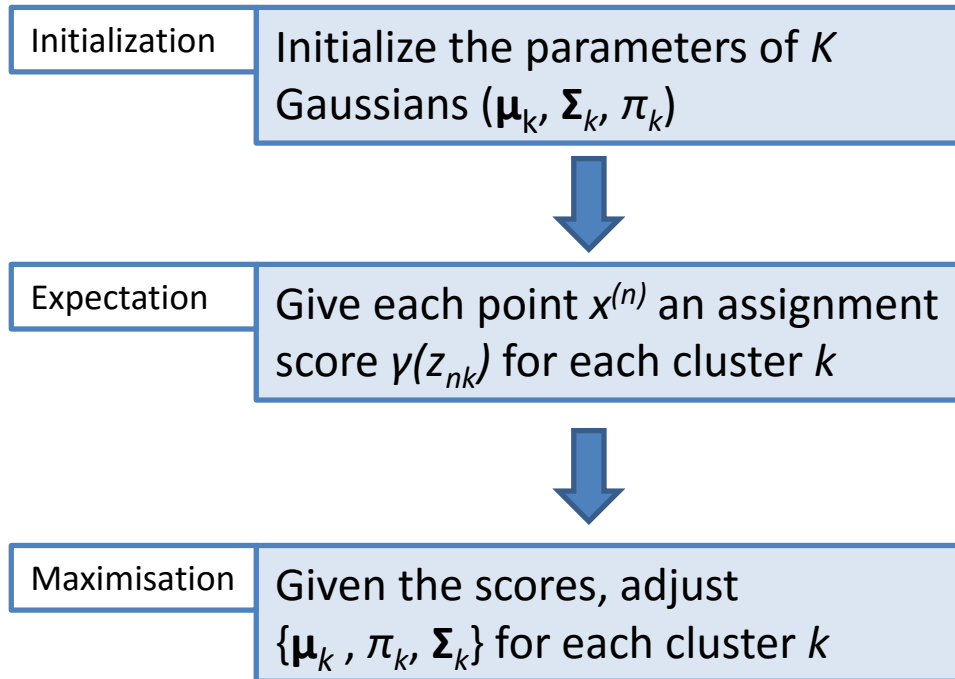 Initialization
Initialize the parameters of K
Gaussians (μk, Σk, πk)
Expectation
Give each point x(n) an assignment
score γ(znk) for each cluster k
Maximisation
Given the scores, adjust
{μk , πk, Σk} for each cluster k